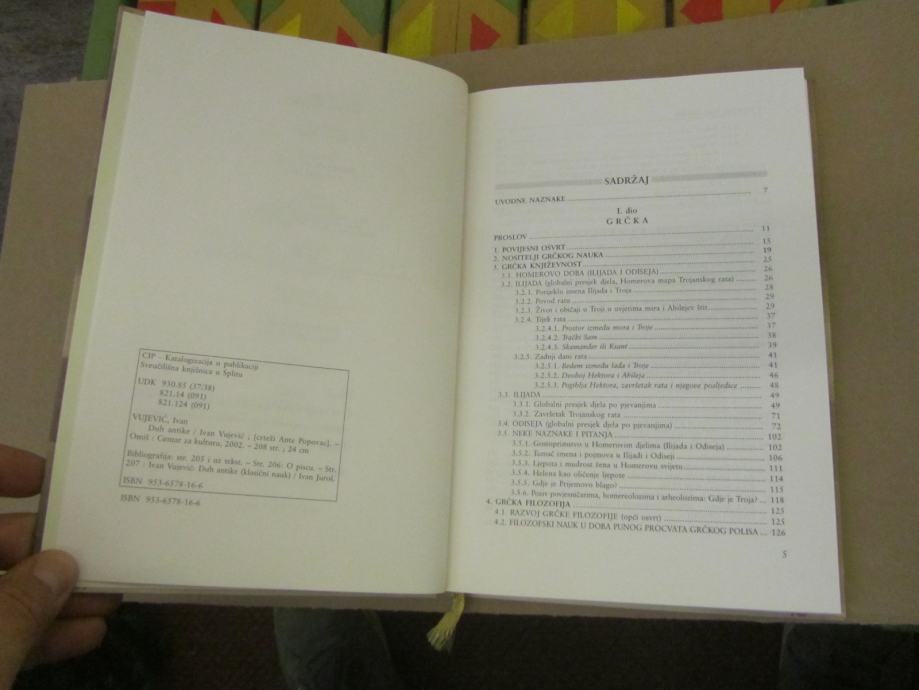 CIP - Katalogizacija u publikaciji
Sveučilišna knjižnica u Splitu
UDK 930.85 (37/38)
821.14 (091)
821.124 (091)
VUJEVIĆ, Ivan
Duh antike / Ivan Vujević ; [crteži Ante Popovac]. –
Omiš : Centar za kulturu, 2002. – 208 str. ; 24 cm
Bibliografija: str. 205 i uz tekst. – Str. 206: O piscu. – Str.
207 / Ivan Vujević: Duh antike (klasični nauk) / Ivan Jurol.
ISBN 953-6578-16-6
ISBN 953-6578-16-6
SADRŽAJ
UVODNE NAZNAKE 7
I. dio
GRČKA
PROSLOV 11
1. POVIJESNI OSVRT 15
2. NOSITELJI GRČKOG NAUKA 19
3. GRČKA KNJIŽEVNOST 25
3.1. HOMEROVO DOBA (ILIJADA I ODISEJA) 26
3.2. ILIJADA (globalni presjek djela, Homerova mapa Trojanskog rata) 26
3.2.1. Porijeklo imena Ilijada i Troja 28
3.2.2. Povod ratu 29
3.2.3. Život i običaji u Troji u uvjetima mira i Ahilejev štit 29
3.2.4. Tijek rata 37
3.2.4.1. Prostor između mora i Troje 37
3.2.4.2. Trački Sam 38
3.2.4.3. Skamander ili Ksant 39
3.2.5. Zadnji dani rata 41
3.2.5.1. Bedem između lađa i Troje 41
3.2.5.2. Dvoboj Hektora i Ahileja 46
3.2.5.3. Pogiblja Hektora, završetak rata i njegove posljedice 48
3.3. ILIJADA 49
3.3.1. Globalni presjek djela po pjevanjima 49
3.3.2. Završetak Trojanskog rata 71
3.4. ODISEJA (globalni presjek djela po pjevanjima) 72
3.5. NEKE NAZNAKE I PITANJA 102
3.5.1. Gostoprimstvo u Homerovim djelima (Ilijada i Odiseja) 102
3.5.2. Tumač imena i pojmova u Ilijadi i Odiseji 106
3.5.3. Ljepota i mudrost žena u Homerovu svijetu 111
3.5.4. Helena kao oličenje ljepote 114
3.5.5. Gdje je Prijemovo blago? 115
3.5.6. Poziv povjesničarima, homereolozima i arheolozima: Gdje je Troja? 118
4. GRČKA FILOZOFIJA 125
4.1. RAZVOJ GRČKE FILOZOFIJE (opći osvrt) 125
4.2. FILOZOFSKI NAUK U DOBA PUNOG PROCVATA GRČKOG POLISA 126
5